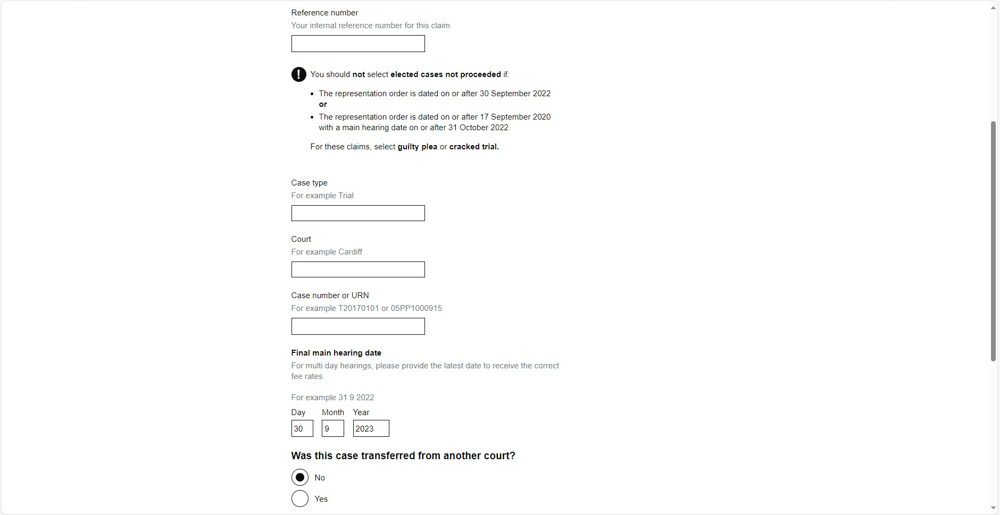 Reference number
Your internal reference number for this claim
! You should not select elected cases not proceeded if:
• The representation order is dated on or after 30 September 2022
or
• The representation order is dated on or after 17 September 2020
with a main hearing date on or after 31 October 2022.
For these claims, select guilty plea or cracked trial.
Case type
For example Trial
Court
For example Cardiff
Case number or URN
For example T20170101 or 05PP1000915
Final main hearing date
For multi day hearings, please provide the latest date to receive the correct
fee rates
For example 31 9 2022
Day Month Year
30 9 2023
Was this case transferred from another court?
No
Yes